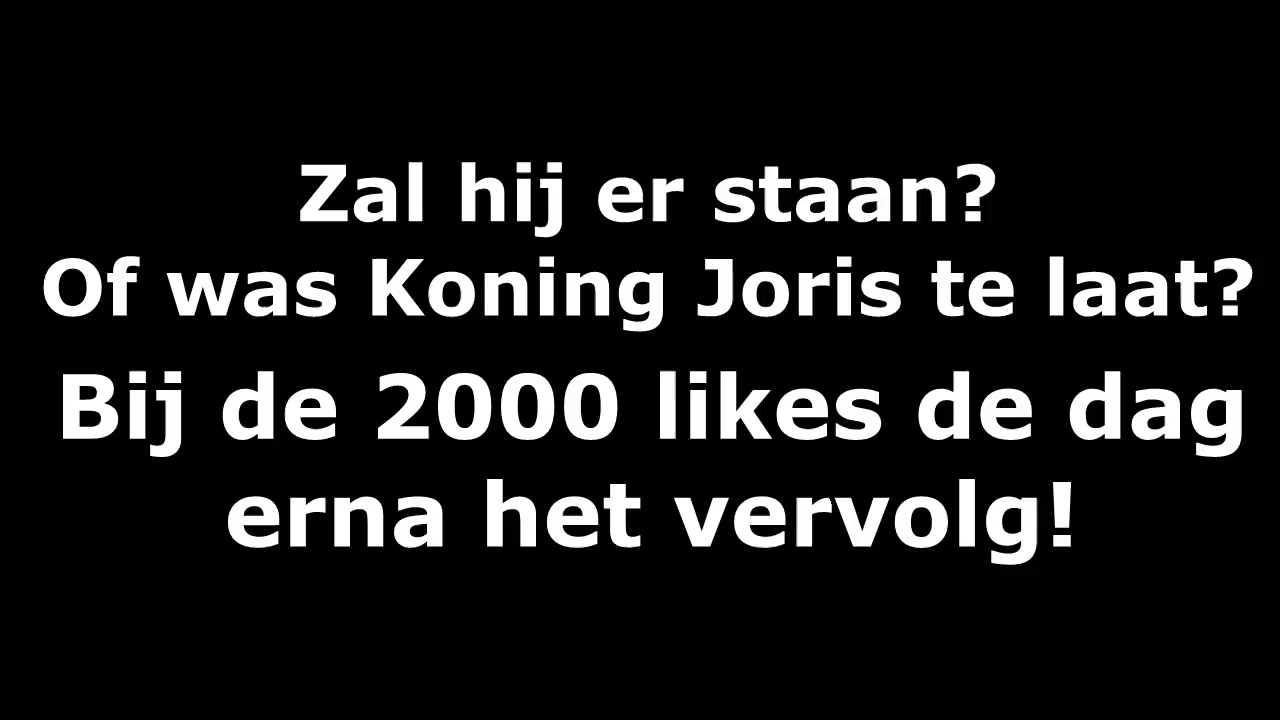 Zal hij er staan?
Of was Koning Joris te laat?
Bij de 2000 likes de dag
erna het vervolg!